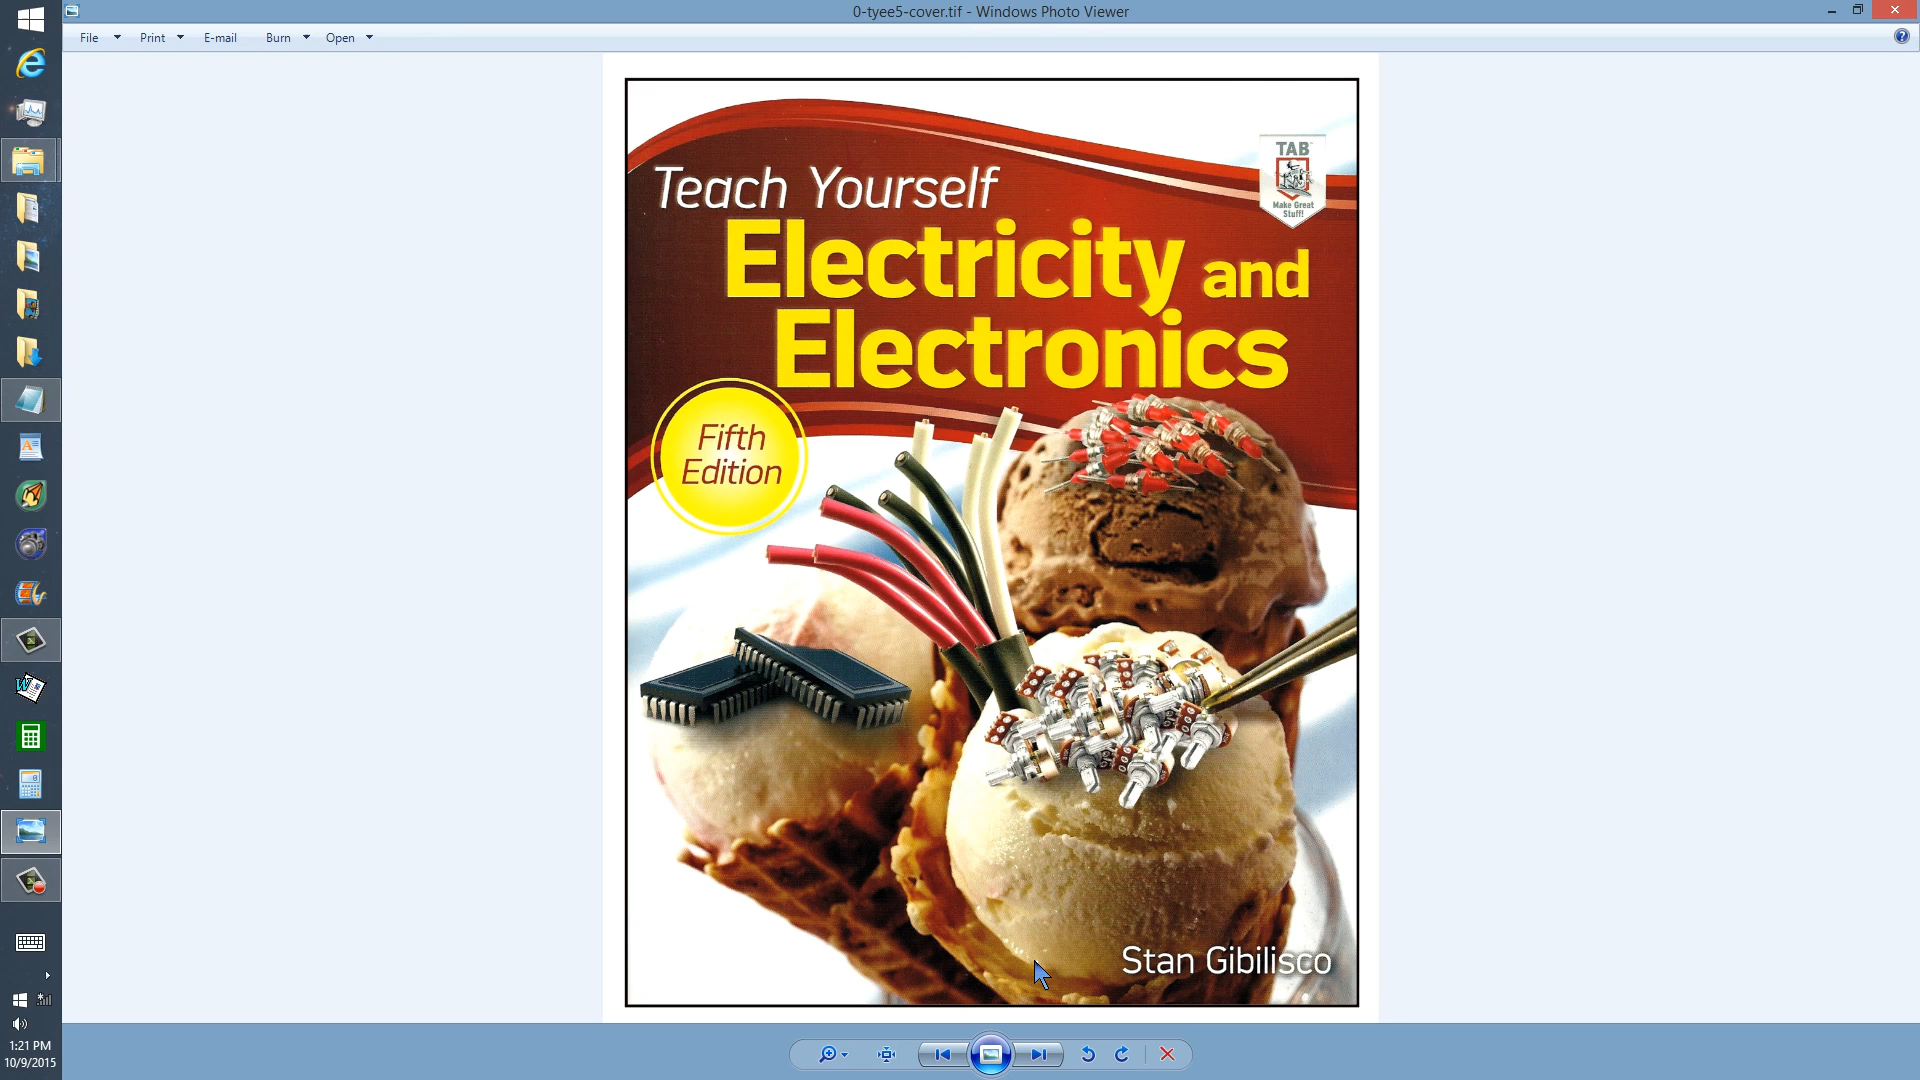 0-tyee5-cover.tif - Windows Photo Viewer
File Print E-mail Burn Open
Teach Yourself
Electricity and
Electronics
TAB
Make Great
Stuff!
Fifth
Edition
Stan Gibilisco
1:21 PM
10/9/2015